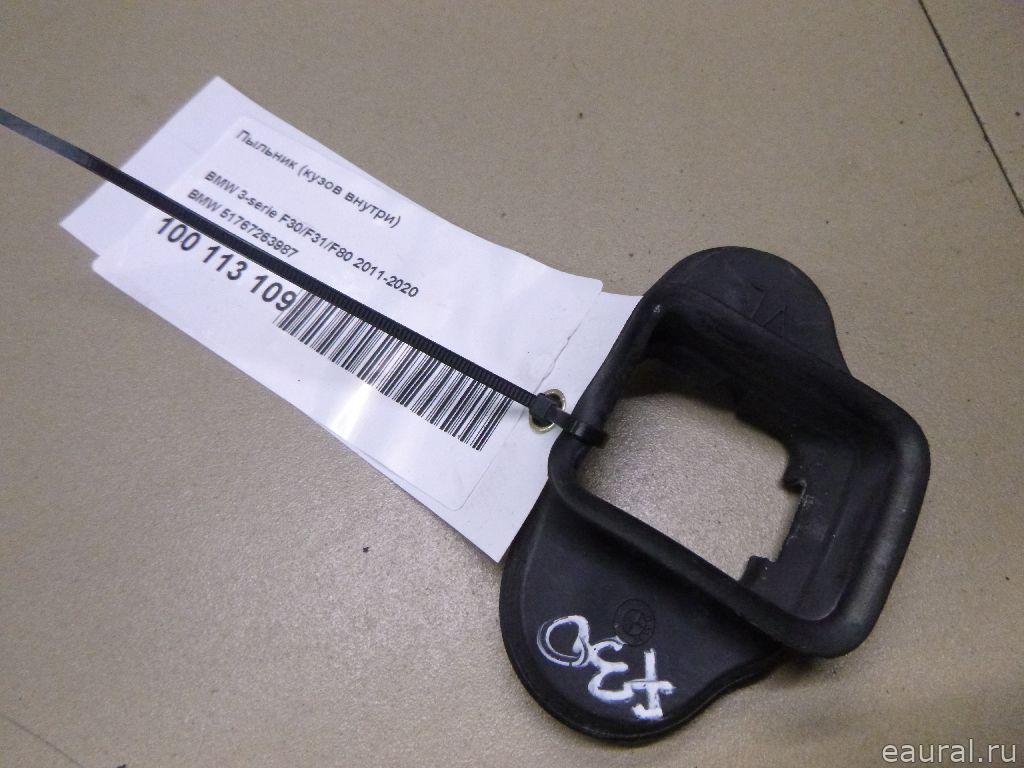 Пыльник (кузов внутри)
BMW 3-serie F30/F31/F80 2011-2020
BMW 51767263987
100 113 109
F30
eaural.ru